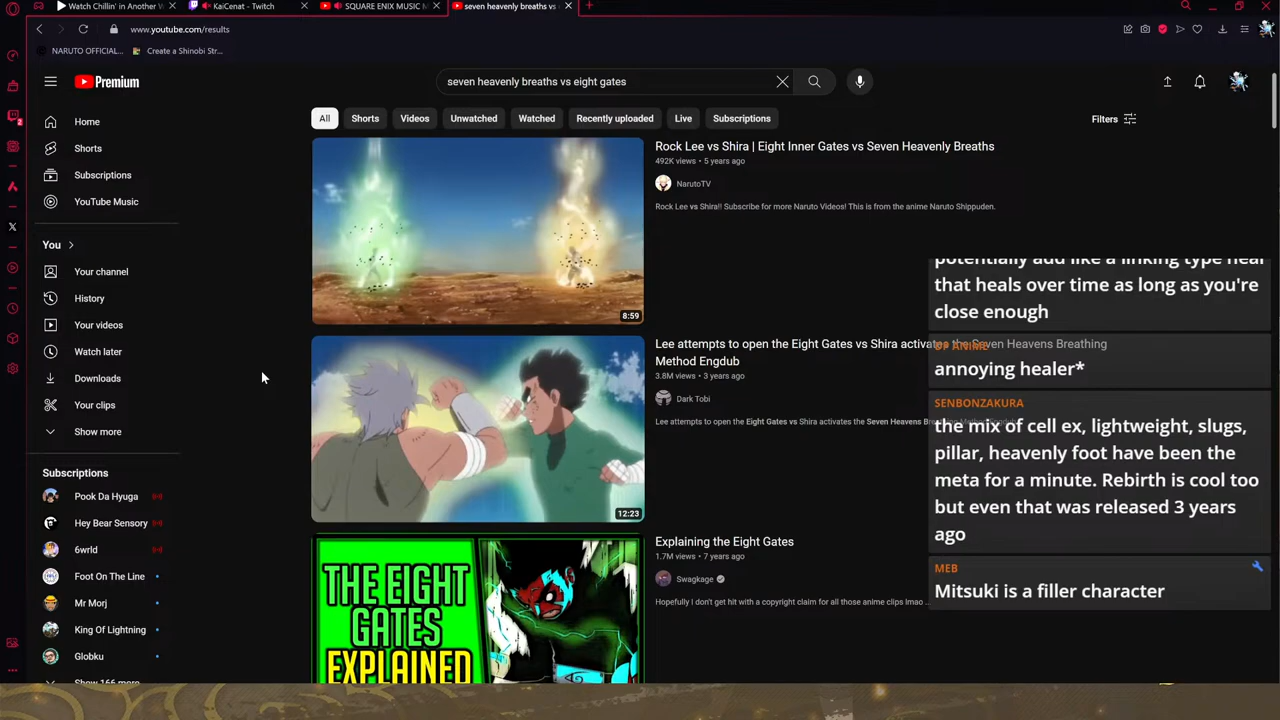 Watch Chillin' in Another W
KaiCenat - Twitch
SQUARE ENIX MUSIC M
seven heavenly breaths vs
www.youtube.com/results
NARUTO OFFICIAL...
Create a Shinobi Str...
Premium
seven heavenly breaths vs eight gates
All
Shorts
Videos
Unwatched
Watched
Recently uploaded
Live
Subscriptions
Filters
Home
Shorts
Subscriptions
YouTube Music
You
Your channel
History
Your videos
Watch later
Downloads
Your clips
Show more
Subscriptions
Pook Da Hyuga
Hey Bear Sensory
6wrld
Foot On The Line
Mr Morj
King Of Lightning
Globku
Show 166 more
8:59
Rock Lee vs Shira | Eight Inner Gates vs Seven Heavenly Breaths
492K views • 5 years ago
NarutoTV
Rock Lee vs Shira!! Subscribe for more Naruto Videos! This is from the anime Naruto Shippuden.
12:23
Lee attempts to open the Eight Gates vs Shira activates the Seven Heavens Breathing
Method Engdub
3.8M views • 3 years ago
Dark Tobi
Lee attempts to open the Eight Gates vs Shira activates the Seven Heavens
THE EIGHT
GATES
EXPLAINED
Explaining the Eight Gates
1.7M views • 7 years ago
Swagkage
Hopefully I don't get hit with a copyright claim for all those anime clips lmao ...
potentially add like a linking type heal
that heals over time as long as you're
close enough
OP ANIME
annoying healer*
SENBONZAKURA
the mix of cell ex, lightweight, slugs,
pillar, heavenly foot have been the
meta for a minute. Rebirth is cool too
but even that was released 3 years
ago
MEB
Mitsuki is a filler character